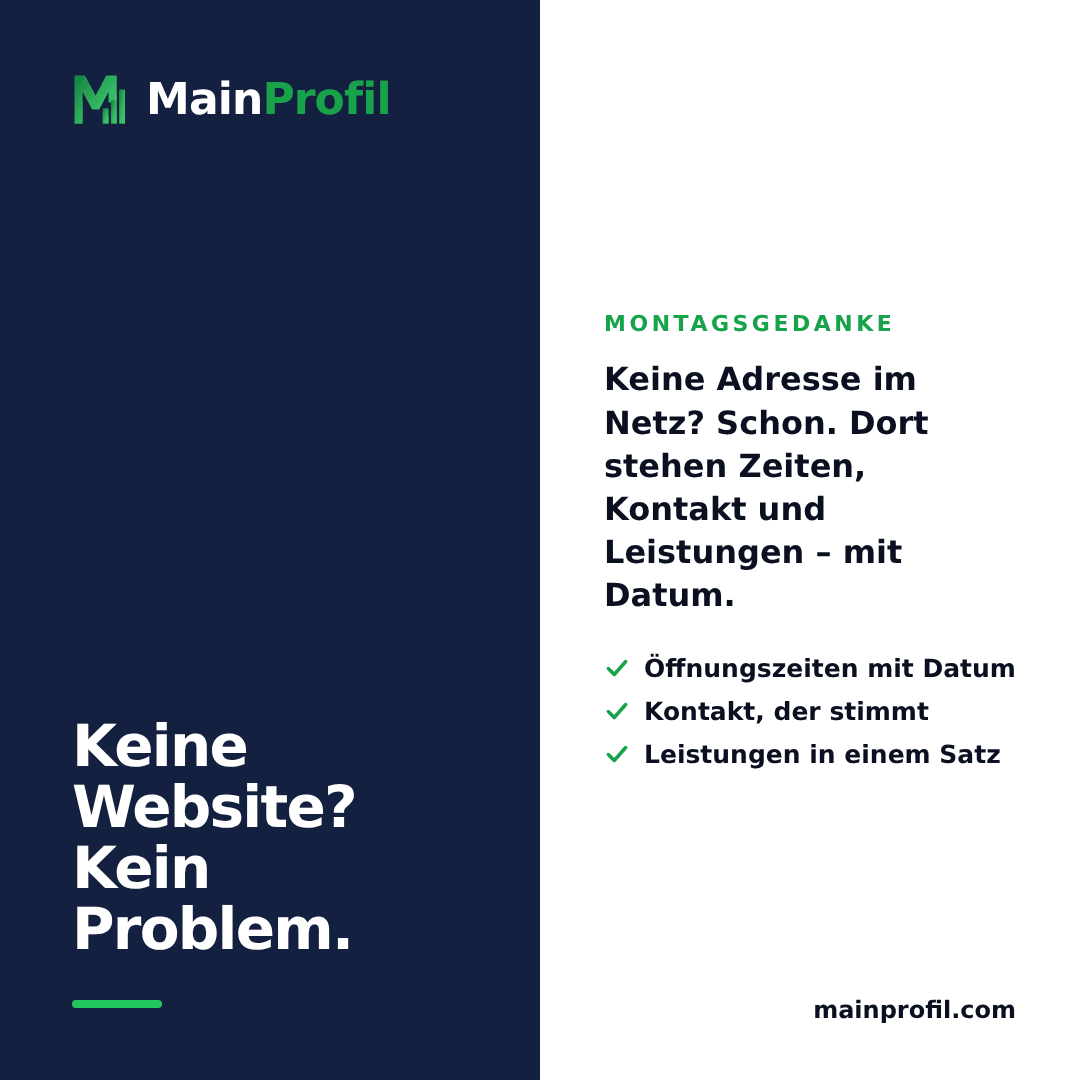 MainProfil
Keine
Website?
Kein
Problem.
MONTAGSGEDANKE
Keine Adresse im
Netz? Schon. Dort
stehen Zeiten,
Kontakt und
Leistungen – mit
Datum.
Öffnungszeiten mit Datum
Kontakt, der stimmt
Leistungen in einem Satz
mainprofil.com